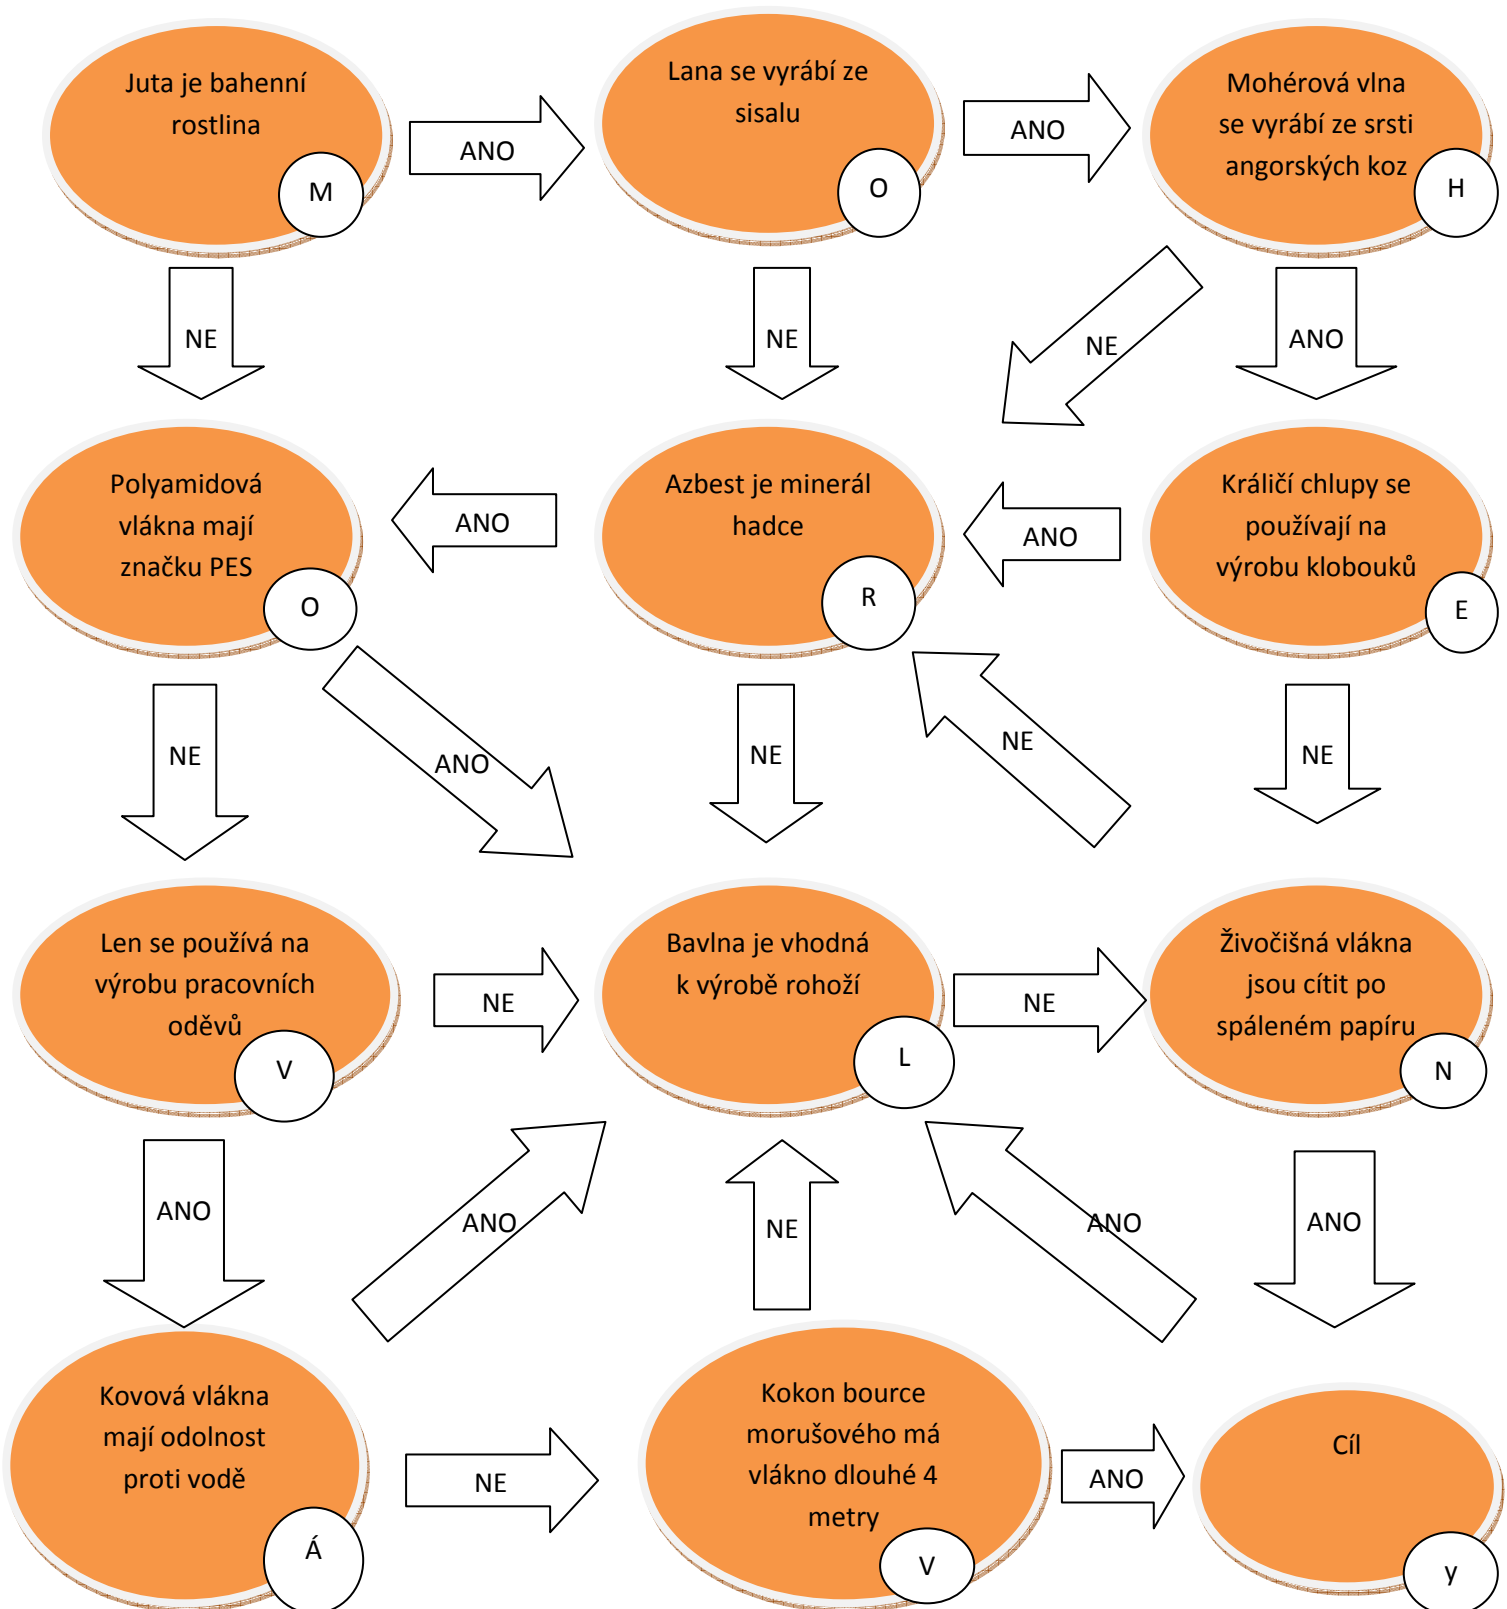 Juta je bahenní
rostlina
M
ANO
Lana se vyrábí ze
sisalu
O
ANO
Mohérová vlna
se vyrábí ze srsti
angorských koz
H
NE
NE
NE
ANO
Polyamidová
vlákna mají
značku PES
O
ANO
Azbest je minerál
hadce
R
ANO
Králičí chlupy se
používají na
výrobu klobouků
E
NE
ANO
NE
NE
NE
Len se používá na
výrobu pracovních
oděvů
V
NE
Bavlna je vhodná
k výrobě rohoží
L
NE
Živočišná vlákna
jsou cítit po
spáleném papíru
N
ANO
ANO
NE
ANO
ANO
Kovová vlákna
mají odolnost
proti vodě
Á
NE
Kokon bource
morušového má
vlákno dlouhé 4
metry
V
ANO
Cíl
y